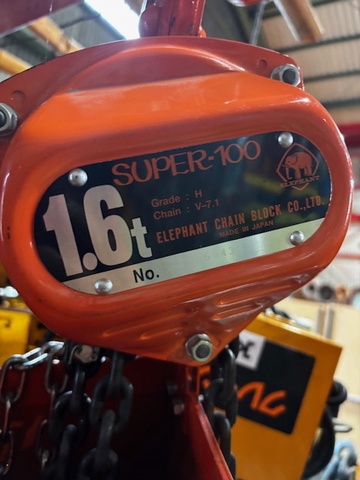 SUPER-100
ELEPHANT
1.6t
Grade : H
Chain : V-7.1
ELEPHANT CHAIN BLOCK CO.,LTD.
MADE IN JAPAN
No.